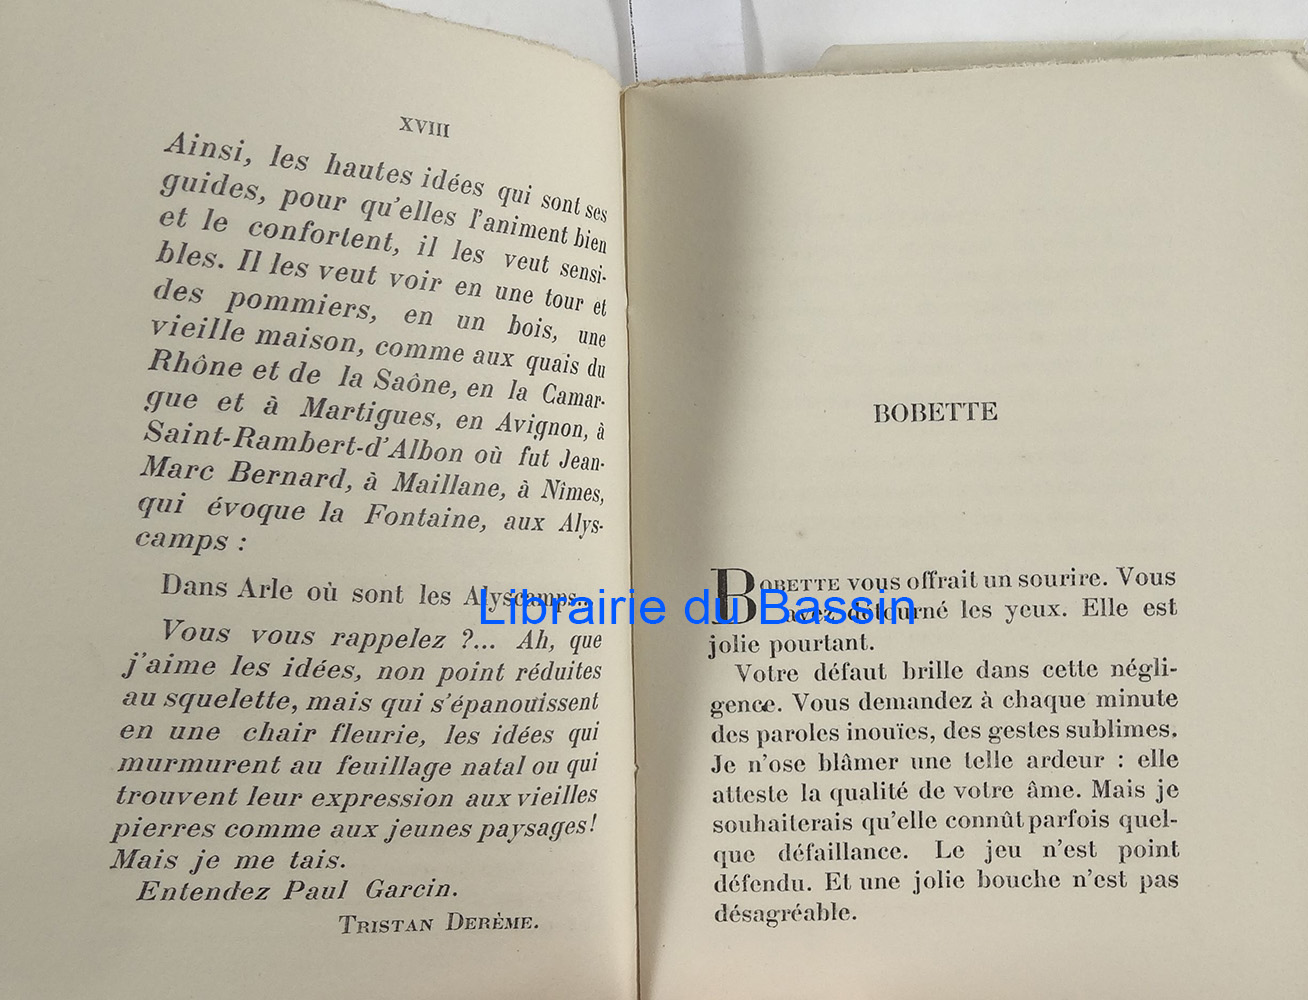 XVIII
Ainsi, les hautes idées qui sont ses
guides, pour qu'elles l'animent bien
et le confortent, il les veut sensi-
bles. Il les veut voir en une tour et
des pommiers, en un bois, une
vieille maison, comme aux quais du
Rhône et de la Saône, en la Camar-
gue et à Martigues, en Avignon, à
Saint-Rambert-d'Albon où fut Jean-
Marc Bernard, à Maillane, à Nîmes,
qui évoque la Fontaine, aux Alys-
camps :
Dans Arle où sont les Alyscamps...
Vous vous rappelez ?... Ah, que
j'aime les idées, non point réduites
au squelette, mais qui s'épanouissent
en une chair fleurie, les idées qui
murmurent au feuillage natal ou qui
trouvent leur expression aux vieilles
pierres comme aux jeunes paysages!
Mais je me tais.
Entendez Paul Garcin.
TRISTAN DERÈME.
Librairie du Bassin
BOBETTE
BOBETTE vous offrait un sourire. Vous
avez détourné les yeux. Elle est
jolie pourtant.
Votre défaut brille dans cette négli-
gence. Vous demandez à chaque minute
des paroles inouïes, des gestes sublimes.
Je n'ose blâmer une telle ardeur : elle
atteste la qualité de votre âme. Mais je
souhaiterais qu'elle connût parfois quel-
que défaillance. Le jeu n'est point
défendu. Et une jolie bouche n'est pas
désagréable.